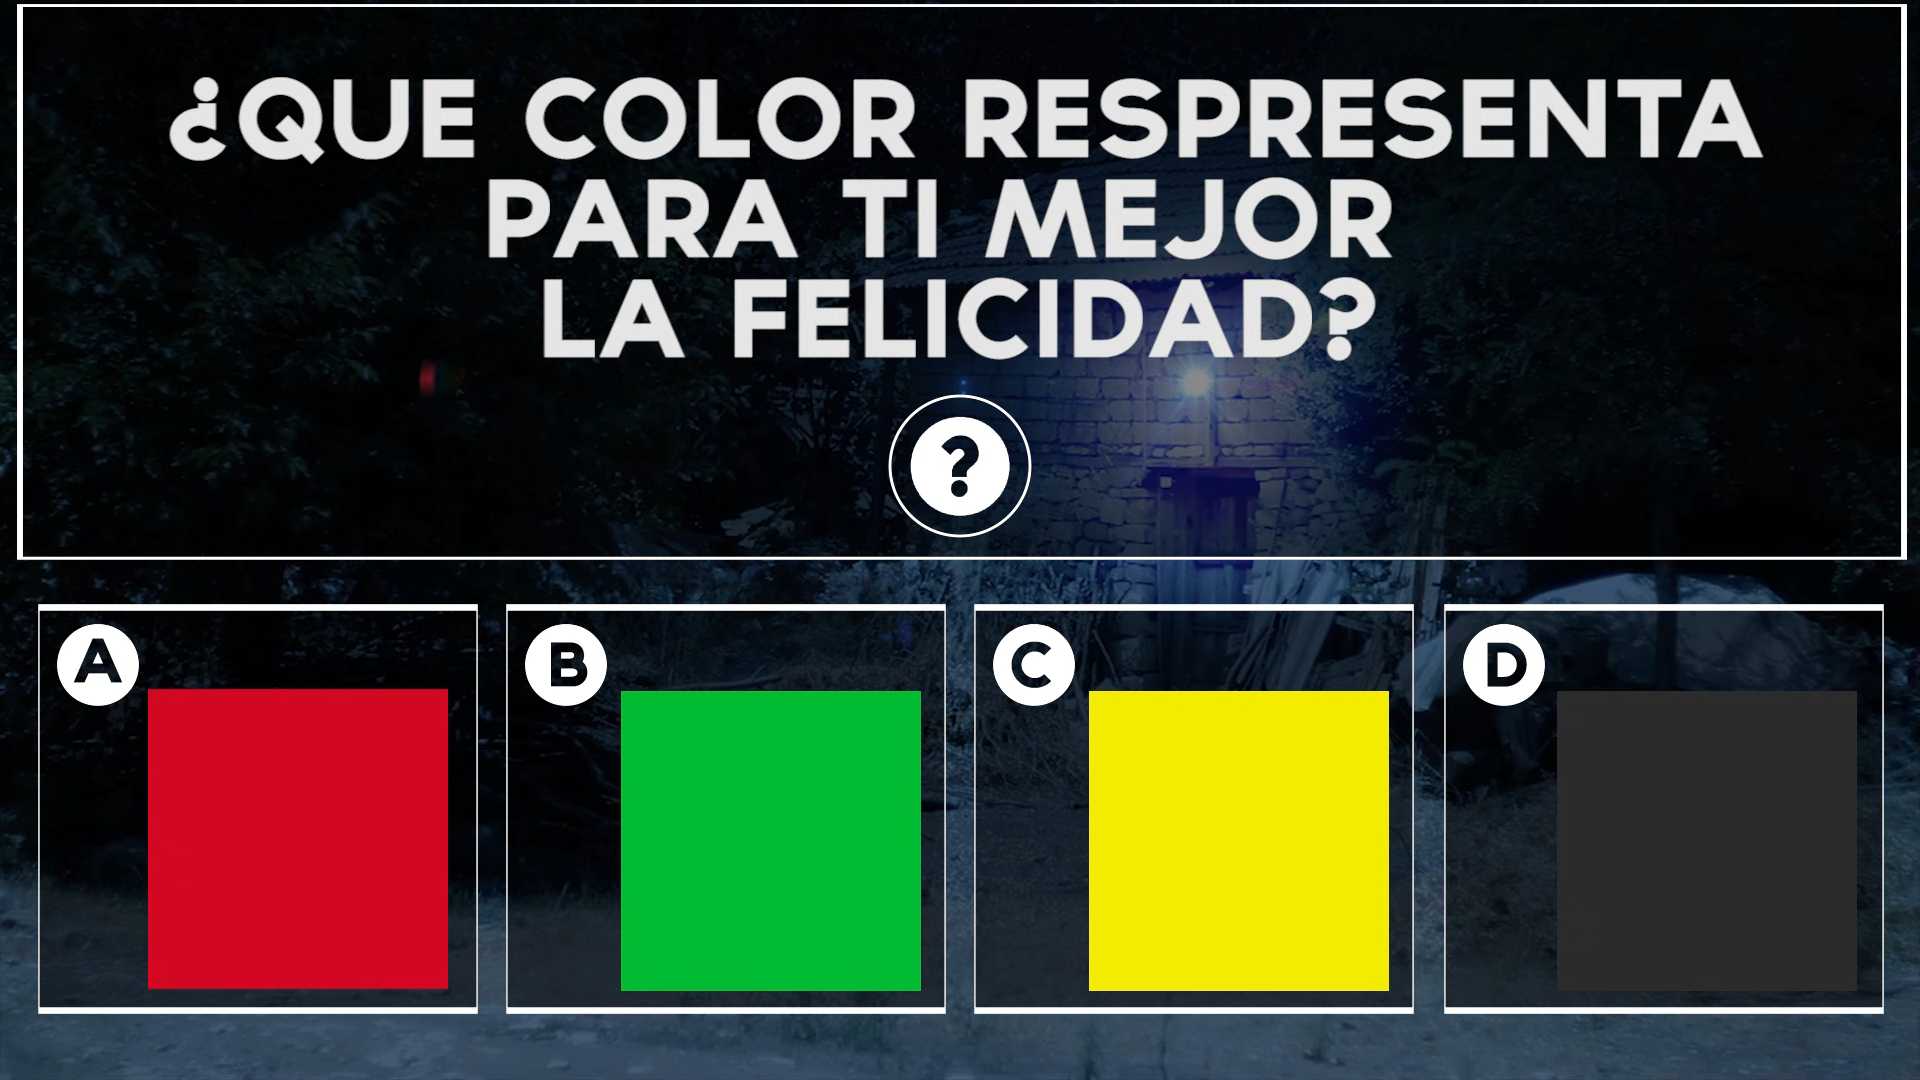 ¿QUE COLOR RESPRESENTA
PARA TI MEJOR
LA FELICIDAD?
?
A
B
C
D